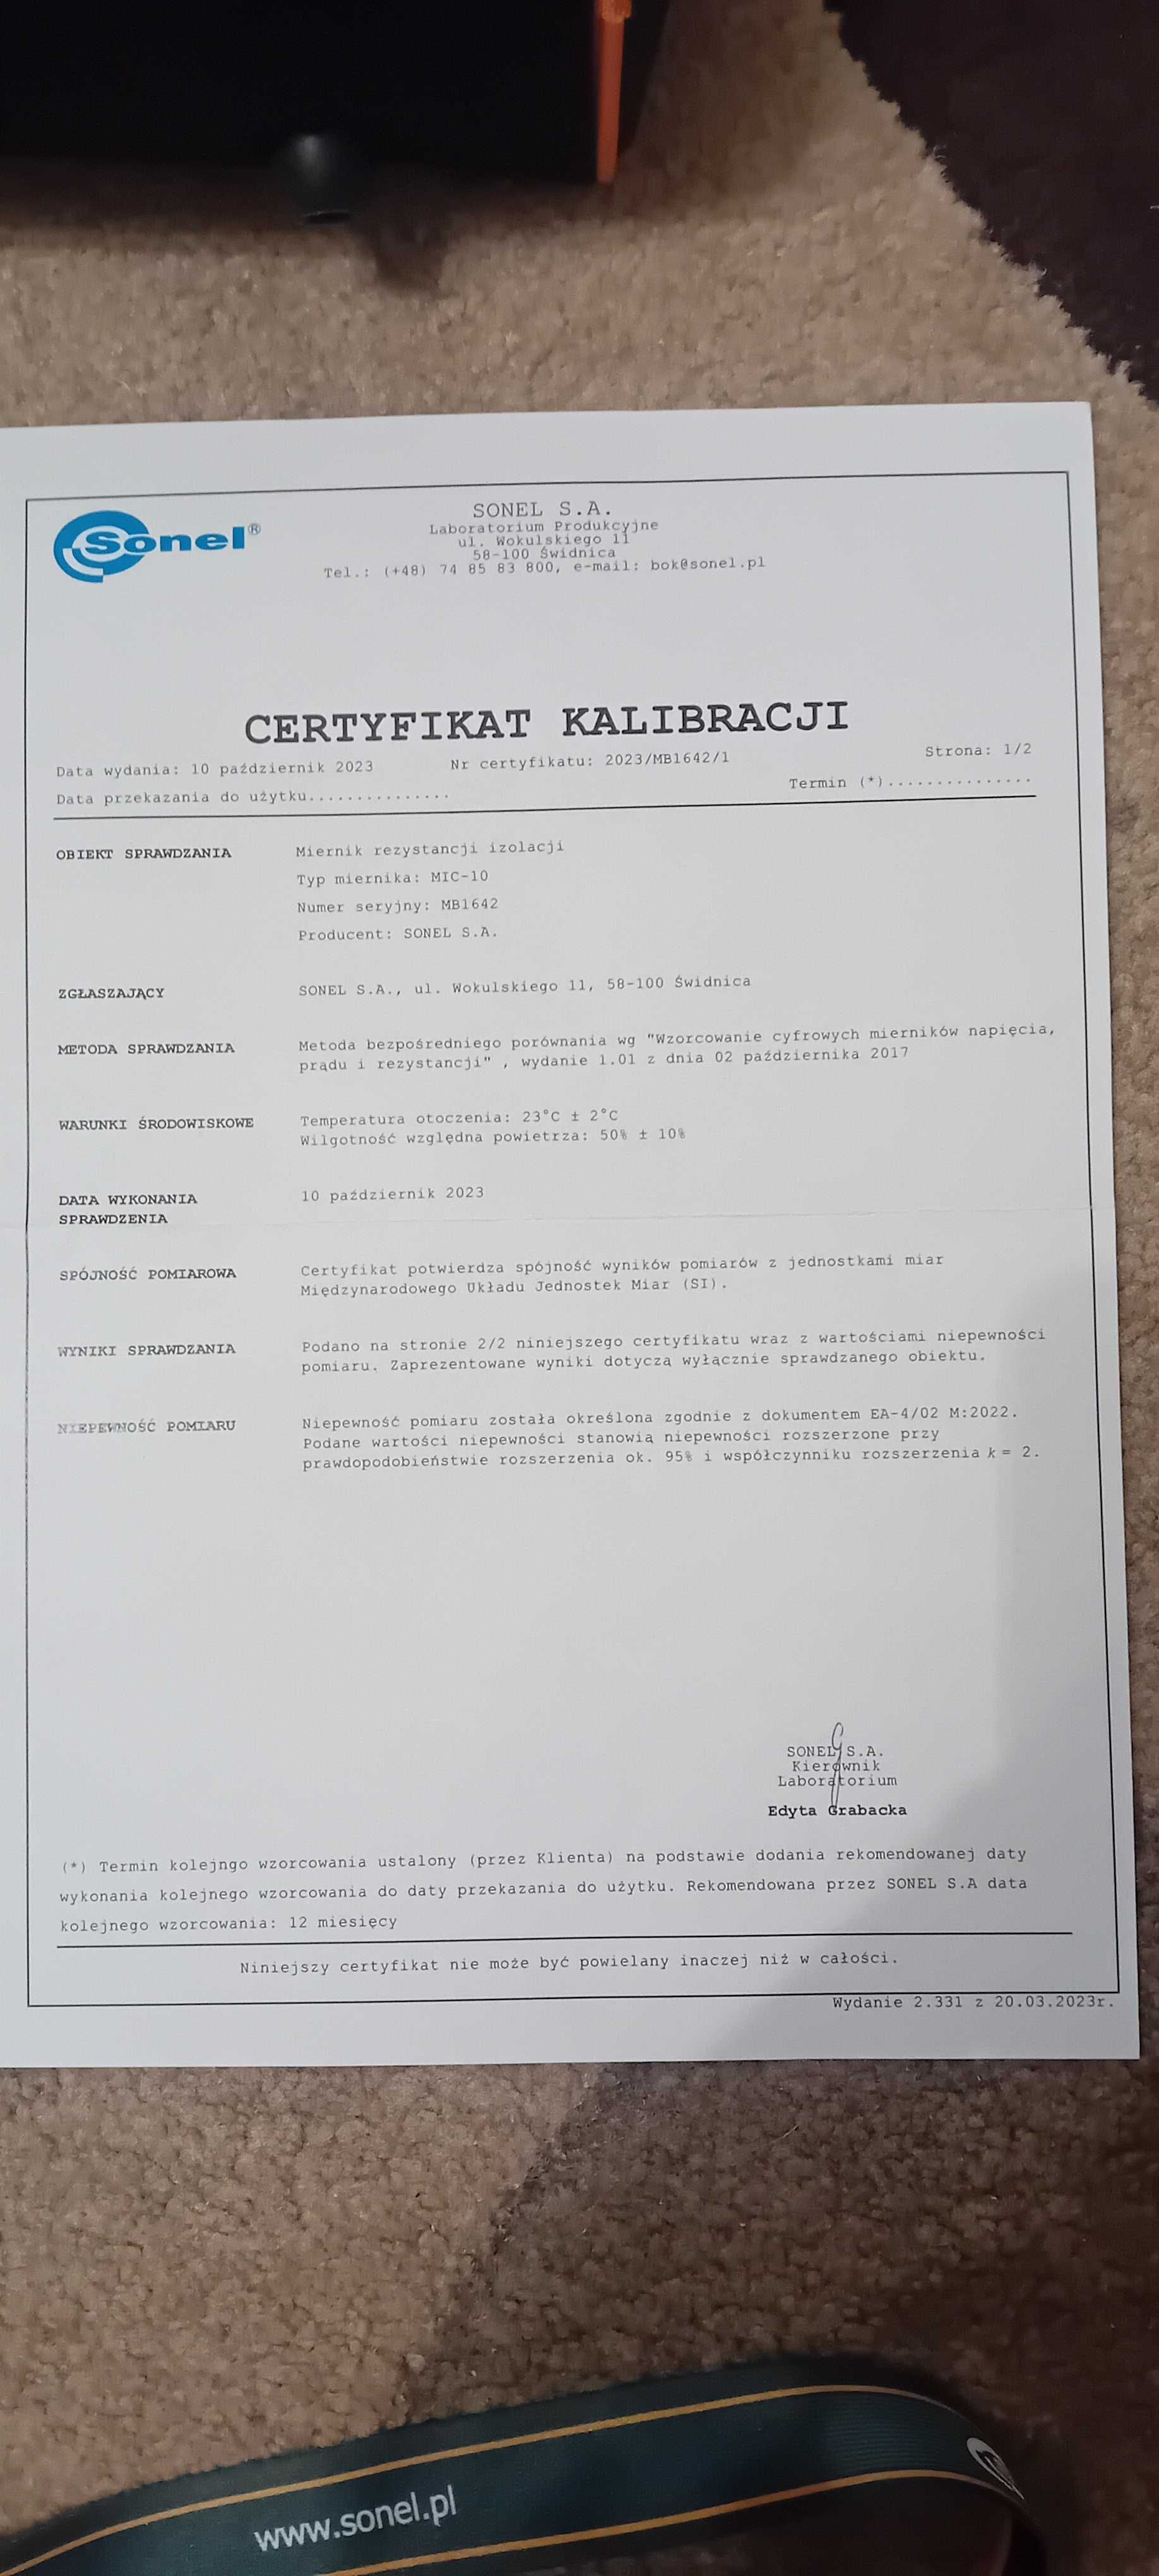 Sonel®
SONEL S.A.
Laboratorium Produkcyjne
ul. Wokulskiego 11
58-100 Świdnica
Tel.: (+48) 74 85 83 800, e-mail: bok@sonel.pl
CERTYFIKAT KALIBRACJI
Data wydania: 10 październik 2023 Nr certyfikatu: 2023/MB1642/1 Strona: 1/2
Data przekazania do użytku............... Termin (*)...............
OBIEKT SPRAWDZANIA Miernik rezystancji izolacji
Typ miernika: MIC-10
Numer seryjny: MB1642
Producent: SONEL S.A.
ZGŁASZAJĄCY SONEL S.A., ul. Wokulskiego 11, 58-100 Świdnica
METODA SPRAWDZANIA Metoda bezpośredniego porównania wg "Wzorcowanie cyfrowych mierników napięcia,
prądu i rezystancji" , wydanie 1.01 z dnia 02 października 2017
WARUNKI ŚRODOWISKOWE Temperatura otoczenia: 23°C ± 2°C
Wilgotność względna powietrza: 50% ± 10%
DATA WYKONANIA 10 październik 2023
SPRAWDZENIA
SPÓJNOŚĆ POMIAROWA Certyfikat potwierdza spójność wyników pomiarów z jednostkami miar
Międzynarodowego Układu Jednostek Miar (SI).
WYNIKI SPRAWDZANIA Podano na stronie 2/2 niniejszego certyfikatu wraz z wartościami niepewności
pomiaru. Zaprezentowane wyniki dotyczą wyłącznie sprawdzanego obiektu.
NIEPEWNOŚĆ POMIARU Niepewność pomiaru została określona zgodnie z dokumentem EA-4/02 M:2022.
Podane wartości niepewności stanowią niepewności rozszerzone przy
prawdopodobieństwie rozszerzenia ok. 95% i współczynniku rozszerzenia k = 2.
SONEL S.A.
Kierownik
Laboratorium
Edyta Grabacka
(*) Termin kolejngo wzorcowania ustalony (przez Klienta) na podstawie dodania rekomendowanej daty
wykonania kolejnego wzorcowania do daty przekazania do użytku. Rekomendowana przez SONEL S.A data
kolejnego wzorcowania: 12 miesięcy
Niniejszy certyfikat nie może być powielany inaczej niż w całości.
Wydanie 2.331 z 20.03.2023r.
www.sonel.pl